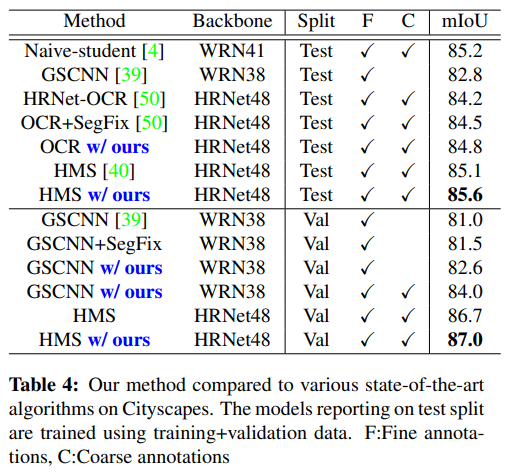 Method Backbone Split F C mIoU
Naive-student [4] WRN41 Test ✓ ✓ 85.2
GSCNN [39] WRN38 Test ✓ 82.8
HRNet-OCR [50] HRNet48 Test ✓ ✓ 84.2
OCR+SegFix [50] HRNet48 Test ✓ ✓ 84.5
OCR w/ ours HRNet48 Test ✓ ✓ 84.8
HMS [40] HRNet48 Test ✓ ✓ 85.1
HMS w/ ours HRNet48 Test ✓ ✓ 85.6
GSCNN [39] WRN38 Val ✓ 81.0
GSCNN+SegFix WRN38 Val ✓ 81.5
GSCNN w/ ours WRN38 Val ✓ 82.6
GSCNN w/ ours WRN38 Val ✓ ✓ 84.0
HMS HRNet48 Val ✓ ✓ 86.7
HMS w/ ours HRNet48 Val ✓ ✓ 87.0
Table 4: Our method compared to various state-of-the-art
algorithms on Cityscapes. The models reporting on test split
are trained using training+validation data. F:Fine annota-
tions, C:Coarse annotations